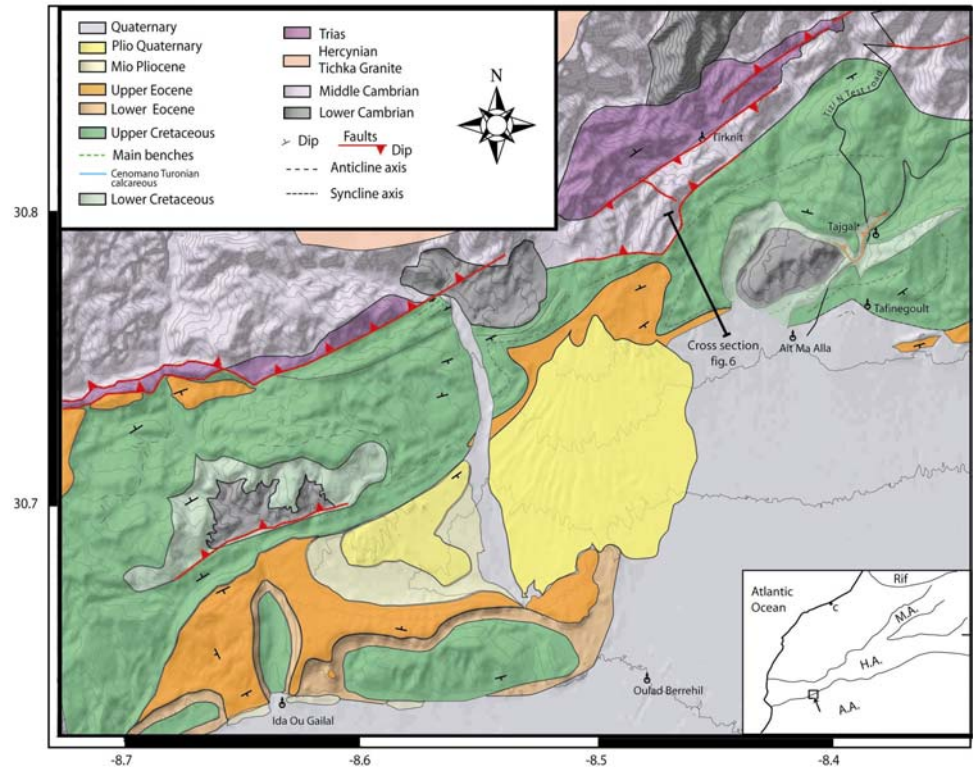 Quaternary
Plio Quaternary
Mio Pliocene
Upper Eocene
Lower Eocene
Upper Cretaceous
Main benches
Cenomano Turonian
calcareous
Lower Cretaceous
Trias
Hercynian
Tichka Granite
Middle Cambrian
Lower Cambrian
Dip
Faults
Dip
Anticline axis
Syncline axis
N
Tizi N Test road
Tirknit
30.8
Tajgalt
Tafinegoult
Aït Ma Alla
Cross section
fig. 6
30.7
Atlantic
Ocean
Rif
c
M.A.
H.A.
A.A.
Oulad Berrehil
Ida Ou Gailal
-8.7
-8.6
-8.5
-8.4